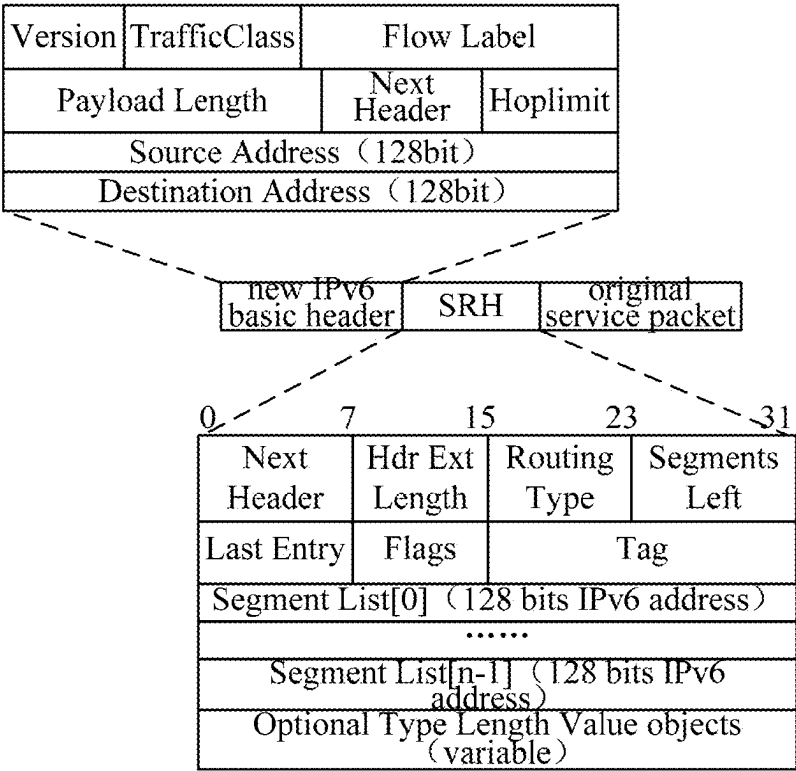 Version TrafficClass Flow Label
Payload Length Next Header Hoplimit
Source Address（128bit）
Destination Address（128bit）
new IPv6 basic header SRH original service packet
0 7 15 23 31
Next Header Hdr Ext Length Routing Type Segments Left
Last Entry Flags Tag
Segment List[0]（128 bits IPv6 address）
······
Segment List[n-1]（128 bits IPv6
address）
Optional Type Length Value objects
（variable）